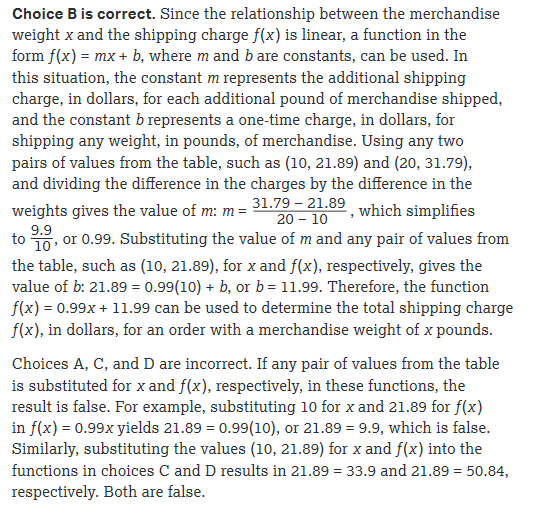 Choice B is correct. Since the relationship between the merchandise
weight x and the shipping charge f(x) is linear, a function in the
form f(x) = mx + b, where m and b are constants, can be used. In
this situation, the constant m represents the additional shipping
charge, in dollars, for each additional pound of merchandise shipped,
and the constant b represents a one-time charge, in dollars, for
shipping any weight, in pounds, of merchandise. Using any two
pairs of values from the table, such as (10, 21.89) and (20, 31.79),
and dividing the difference in the charges by the difference in the
weights gives the value of m: m = (31.79 – 21.89)/(20 – 10), which simplifies
to 9.9/10, or 0.99. Substituting the value of m and any pair of values from
the table, such as (10, 21.89), for x and f(x), respectively, gives the
value of b: 21.89 = 0.99(10) + b, or b = 11.99. Therefore, the function
f(x) = 0.99x + 11.99 can be used to determine the total shipping charge
f(x), in dollars, for an order with a merchandise weight of x pounds.
Choices A, C, and D are incorrect. If any pair of values from the table
is substituted for x and f(x), respectively, in these functions, the
result is false. For example, substituting 10 for x and 21.89 for f(x)
in f(x) = 0.99x yields 21.89 = 0.99(10), or 21.89 = 9.9, which is false.
Similarly, substituting the values (10, 21.89) for x and f(x) into the
functions in choices C and D results in 21.89 = 33.9 and 21.89 = 50.84,
respectively. Both are false.